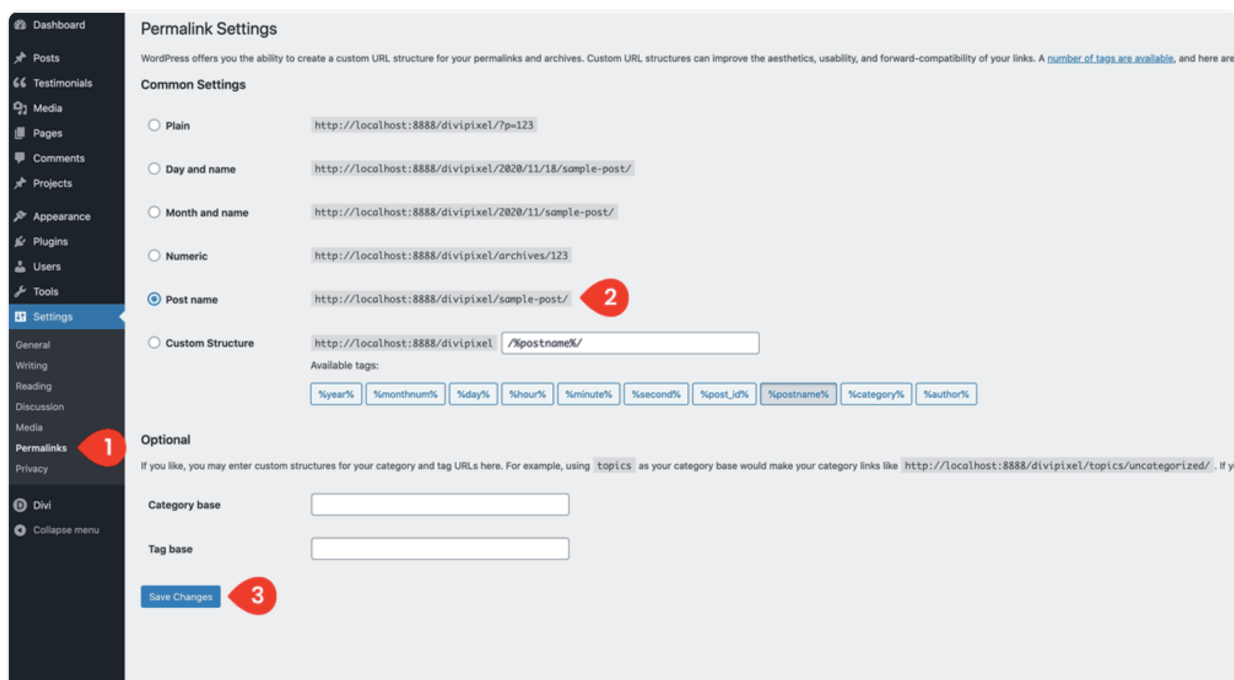 Dashboard
Posts
Testimonials
Media
Pages
Comments
Projects
Appearance
Plugins
Users
Tools
Settings
General
Writing
Reading
Discussion
Media
Permalinks
1
Privacy
Divi
Collapse menu
Permalink Settings
WordPress offers you the ability to create a custom URL structure for your permalinks and archives. Custom URL structures can improve the aesthetics, usability, and forward-compatibility of your links. A number of tags are available, and here are
Common Settings
Plain http://localhost:8888/divipixel/?p=123
Day and name http://localhost:8888/divipixel/2020/11/18/sample-post/
Month and name http://localhost:8888/divipixel/2020/11/sample-post/
Numeric http://localhost:8888/divipixel/archives/123
Post name http://localhost:8888/divipixel/sample-post/ 2
Custom Structure http://localhost:8888/divipixel /%postname%/
Available tags:
%year% %monthnum% %day% %hour% %minute% %second% %post_id% %postname% %category% %author%
Optional
If you like, you may enter custom structures for your category and tag URLs here. For example, using topics as your category base would make your category links like http://localhost:8888/divipixel/topics/uncategorized/ . If
Category base
Tag base
Save Changes 3